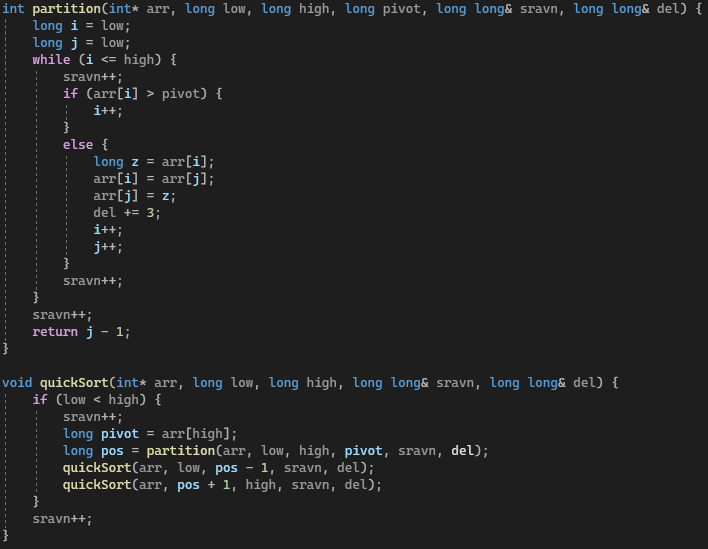 int partition(int* arr, long low, long high, long pivot, long long& sravn, long long& del) {
    long i = low;
    long j = low;
    while (i <= high) {
        sravn++;
        if (arr[i] > pivot) {
            i++;
        }
        else {
            long z = arr[i];
            arr[i] = arr[j];
            arr[j] = z;
            del += 3;
            i++;
            j++;
        }
        sravn++;
    }
    sravn++;
    return j - 1;
}

void quickSort(int* arr, long low, long high, long long& sravn, long long& del) {
    if (low < high) {
        sravn++;
        long pivot = arr[high];
        long pos = partition(arr, low, high, pivot, sravn, del);
        quickSort(arr, low, pos - 1, sravn, del);
        quickSort(arr, pos + 1, high, sravn, del);
    }
    sravn++;
}